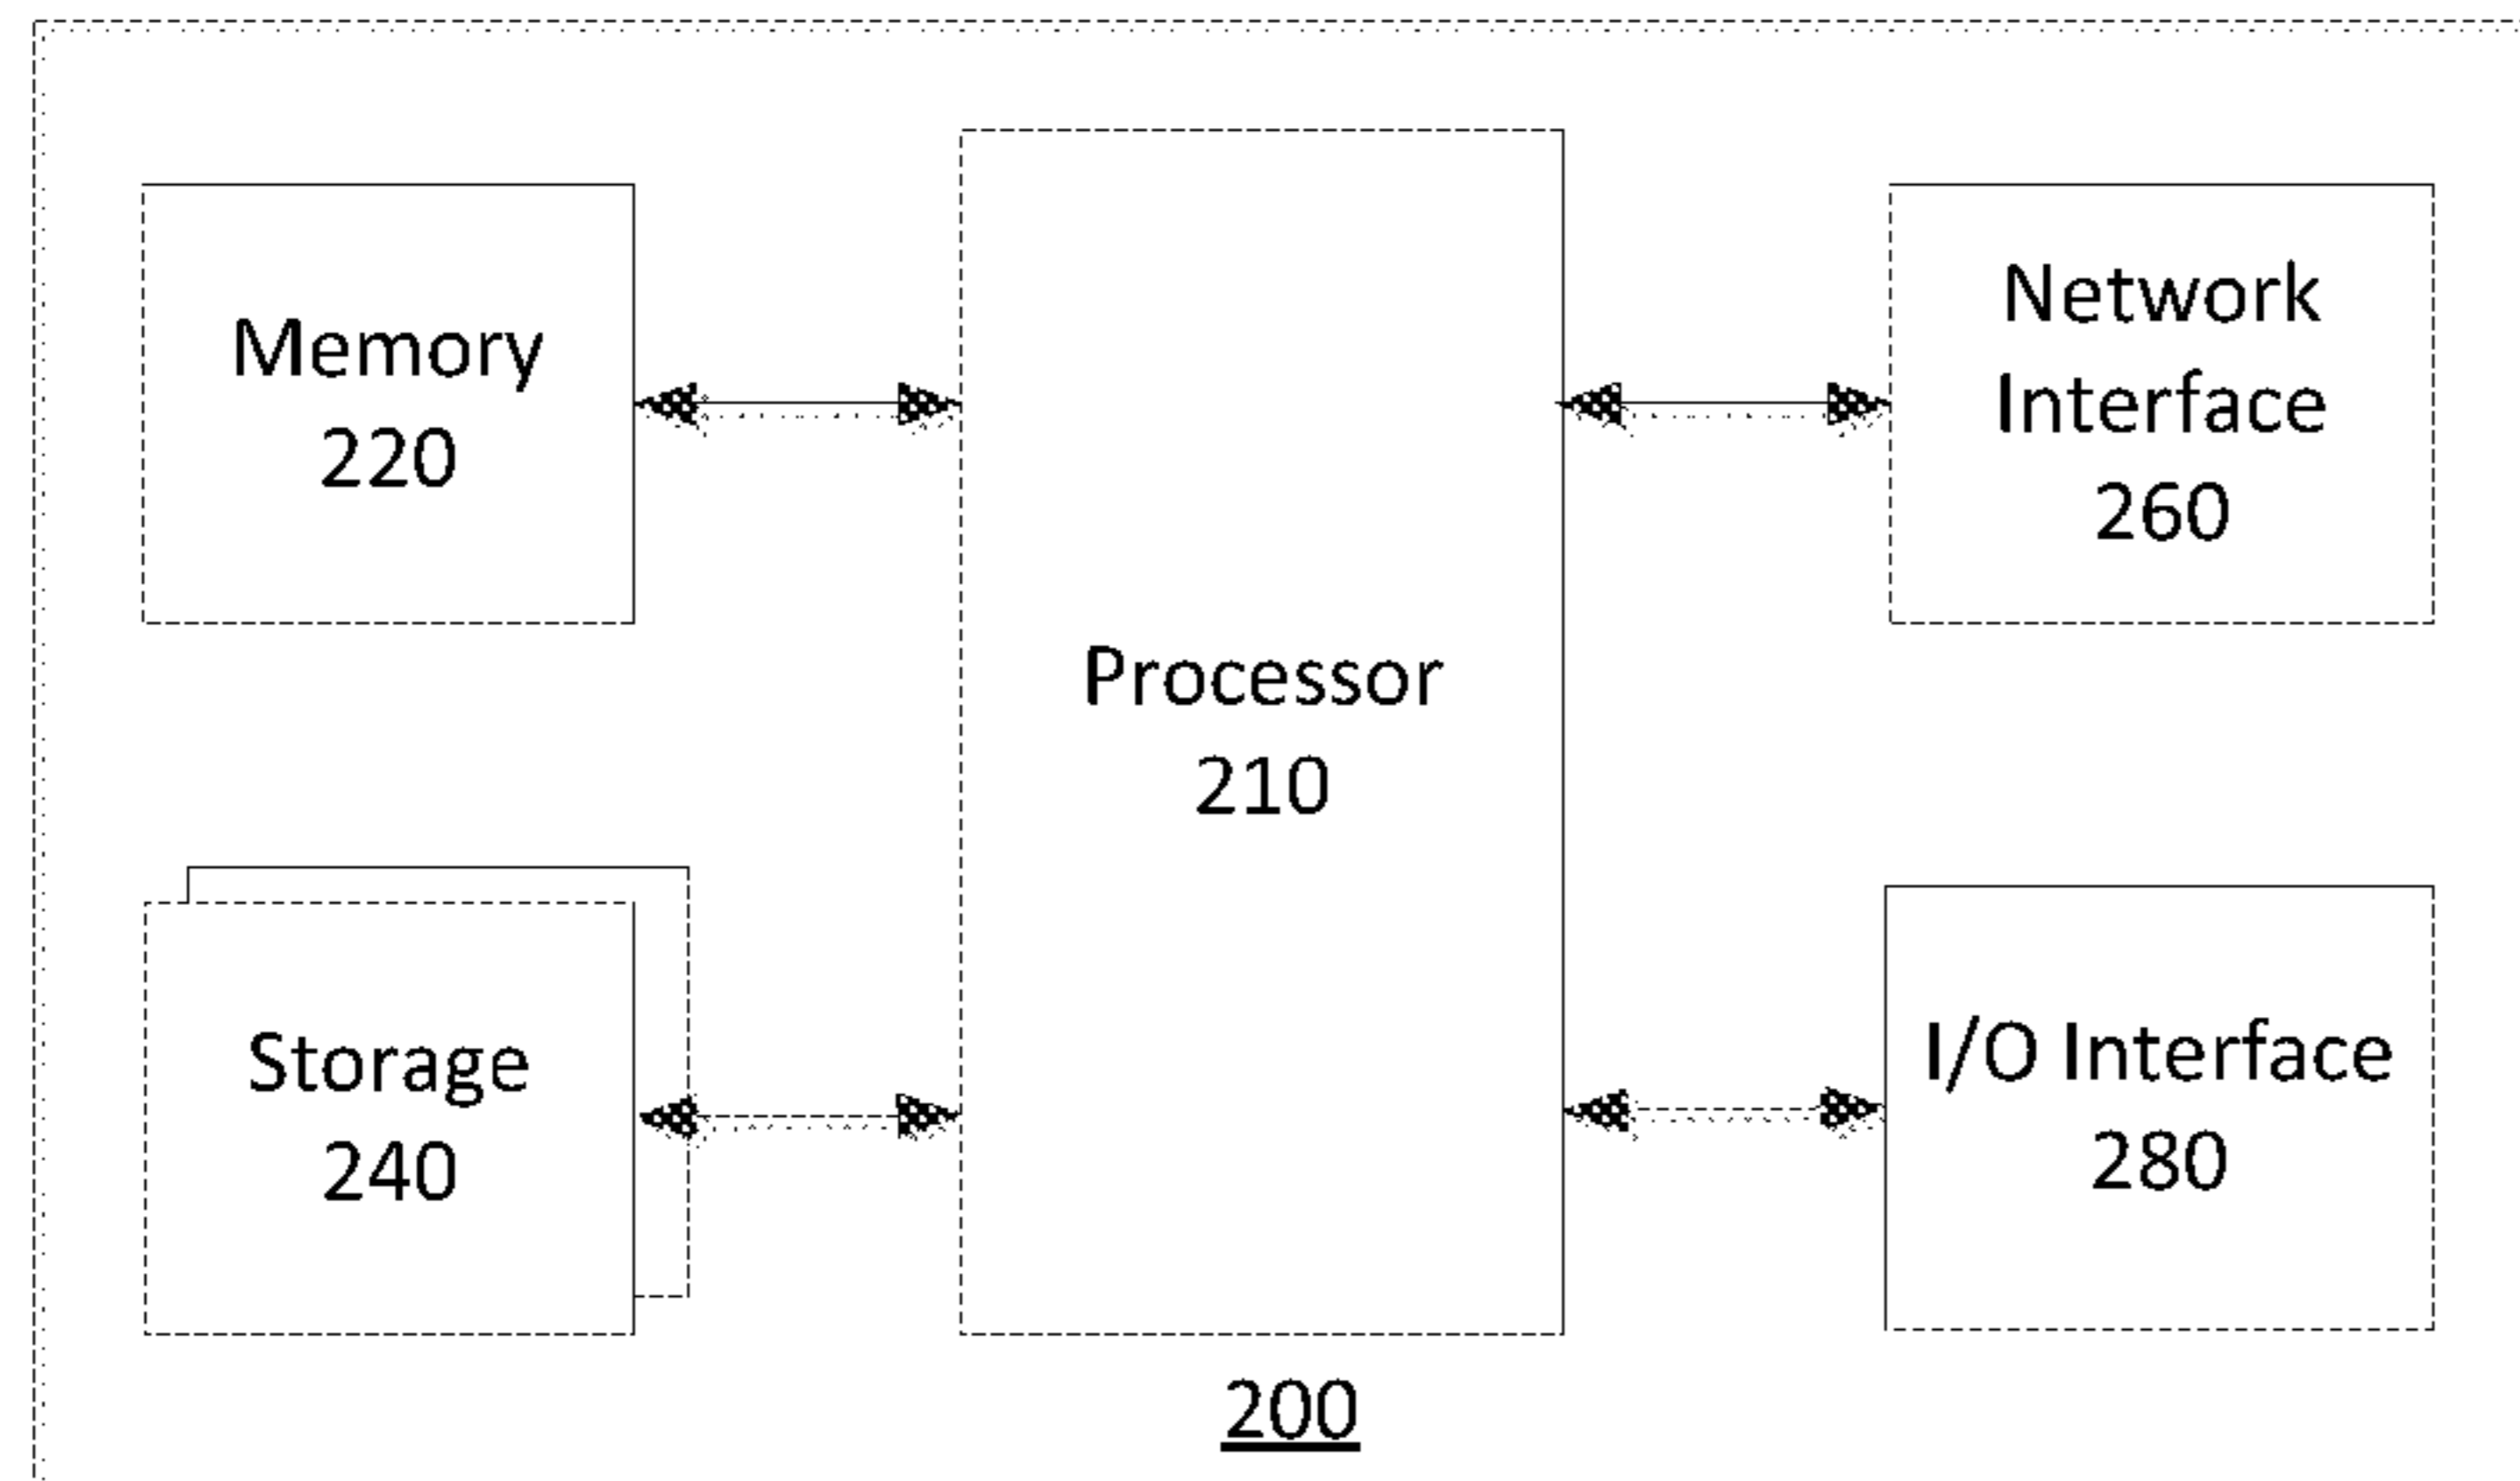 Memory
220
Processor
210
Network
Interface
260
Storage
240
I/O Interface
280
200